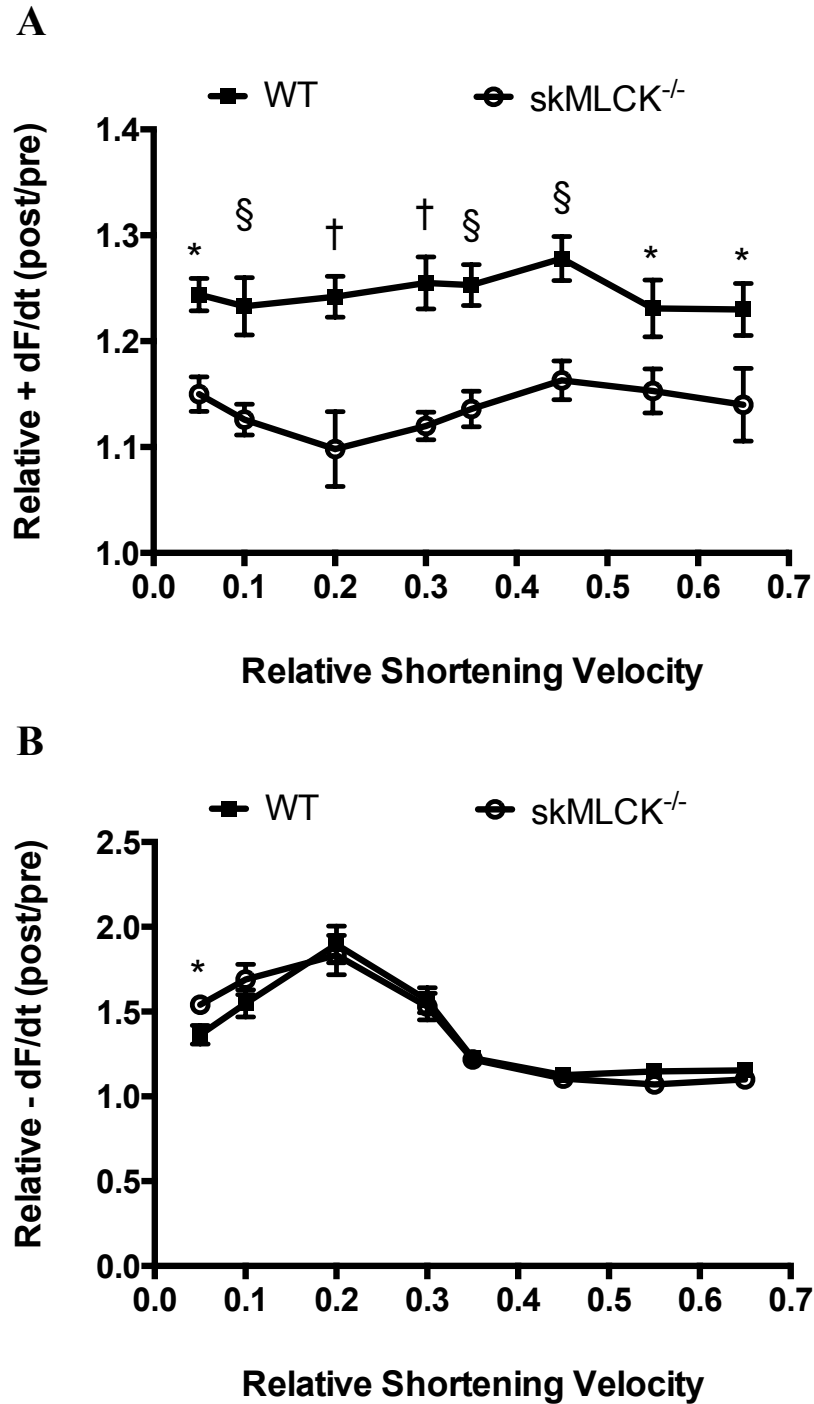 A
WT
skMLCK-/-
Relative + dF/dt (post/pre)
1.4
1.3
1.2
1.1
1.0
* § † † § § * *
0.0 0.1 0.2 0.3 0.4 0.5 0.6 0.7
Relative Shortening Velocity
B
WT
skMLCK-/-
Relative - dF/dt (post/pre)
2.5
2.0
1.5
1.0
0.5
0.0
*
0.0 0.1 0.2 0.3 0.4 0.5 0.6 0.7
Relative Shortening Velocity